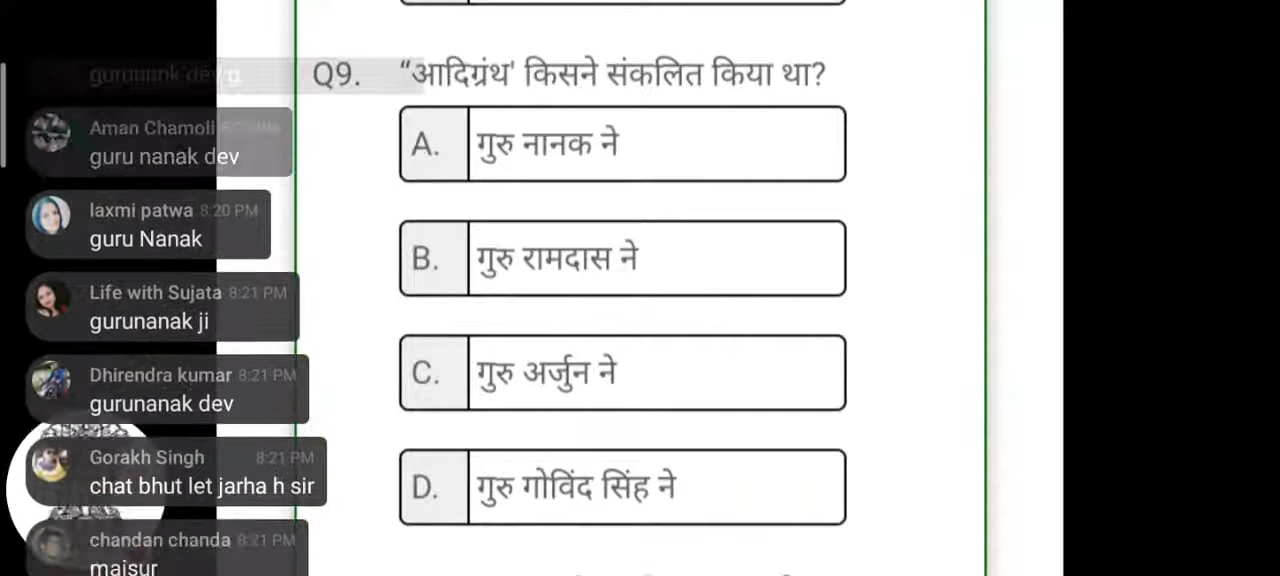 gurunank dev g
Aman Chamoli
guru nanak dev
laxmi patwa 8:20 PM
guru Nanak
Life with Sujata 8:21 PM
gurunanak ji
Dhirendra kumar 8:21 PM
gurunanak dev
Gorakh Singh 8:21 PM
chat bhut let jarha h sir
chandan chanda 8:21 PM
maisur
Q9. “आदिग्रंथ' किसने संकलित किया था?
A. गुरु नानक ने
B. गुरु रामदास ने
C. गुरु अर्जुन ने
D. गुरु गोविंद सिंह ने